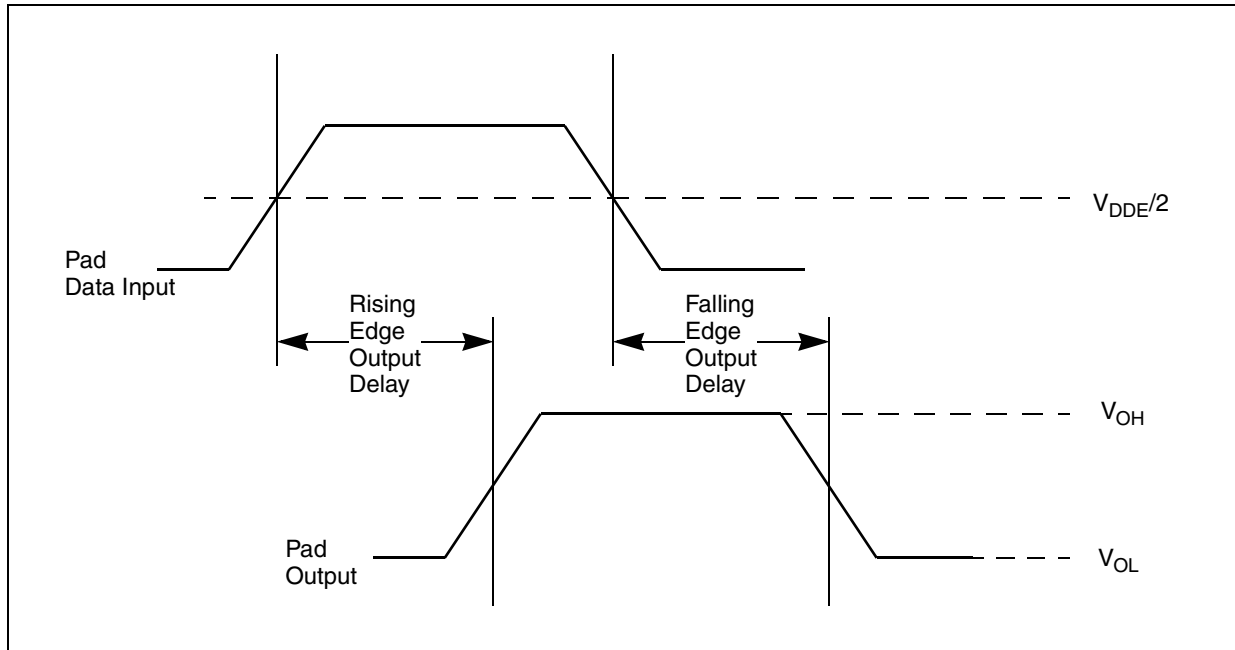 V_DDE/2
Pad
Data Input
Rising
Edge
Output
Delay
Falling
Edge
Output
Delay
V_OH
Pad
Output
V_OL